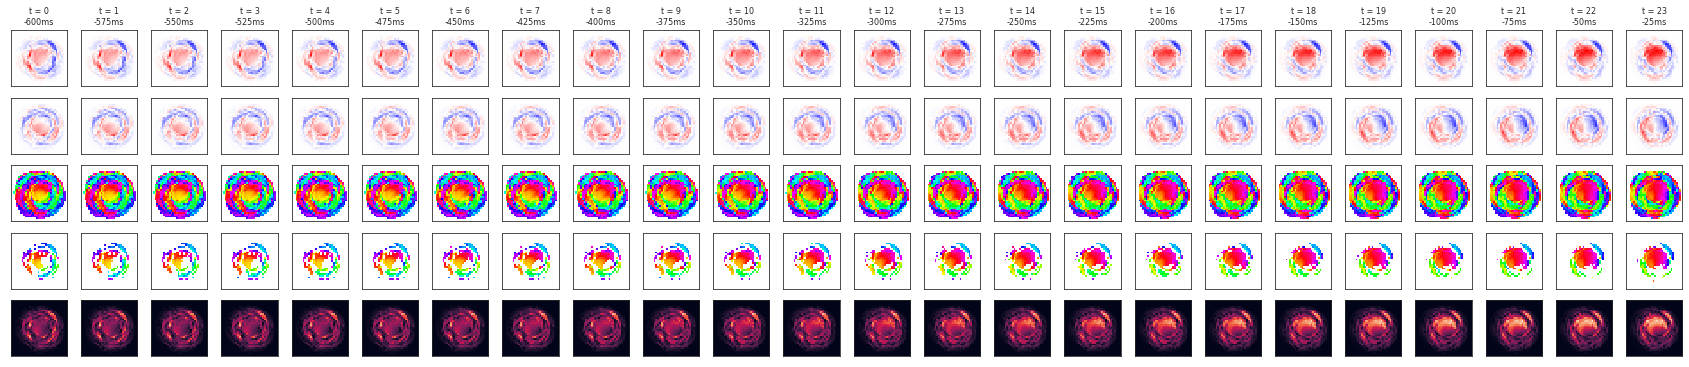 t = 0 t = 1 t = 2 t = 3 t = 4 t = 5 t = 6 t = 7 t = 8 t = 9 t = 10 t = 11 t = 12 t = 13 t = 14 t = 15 t = 16 t = 17 t = 18 t = 19 t = 20 t = 21 t = 22 t = 23
-600ms -575ms -550ms -525ms -500ms -475ms -450ms -425ms -400ms -375ms -350ms -325ms -300ms -275ms -250ms -225ms -200ms -175ms -150ms -125ms -100ms -75ms -50ms -25ms